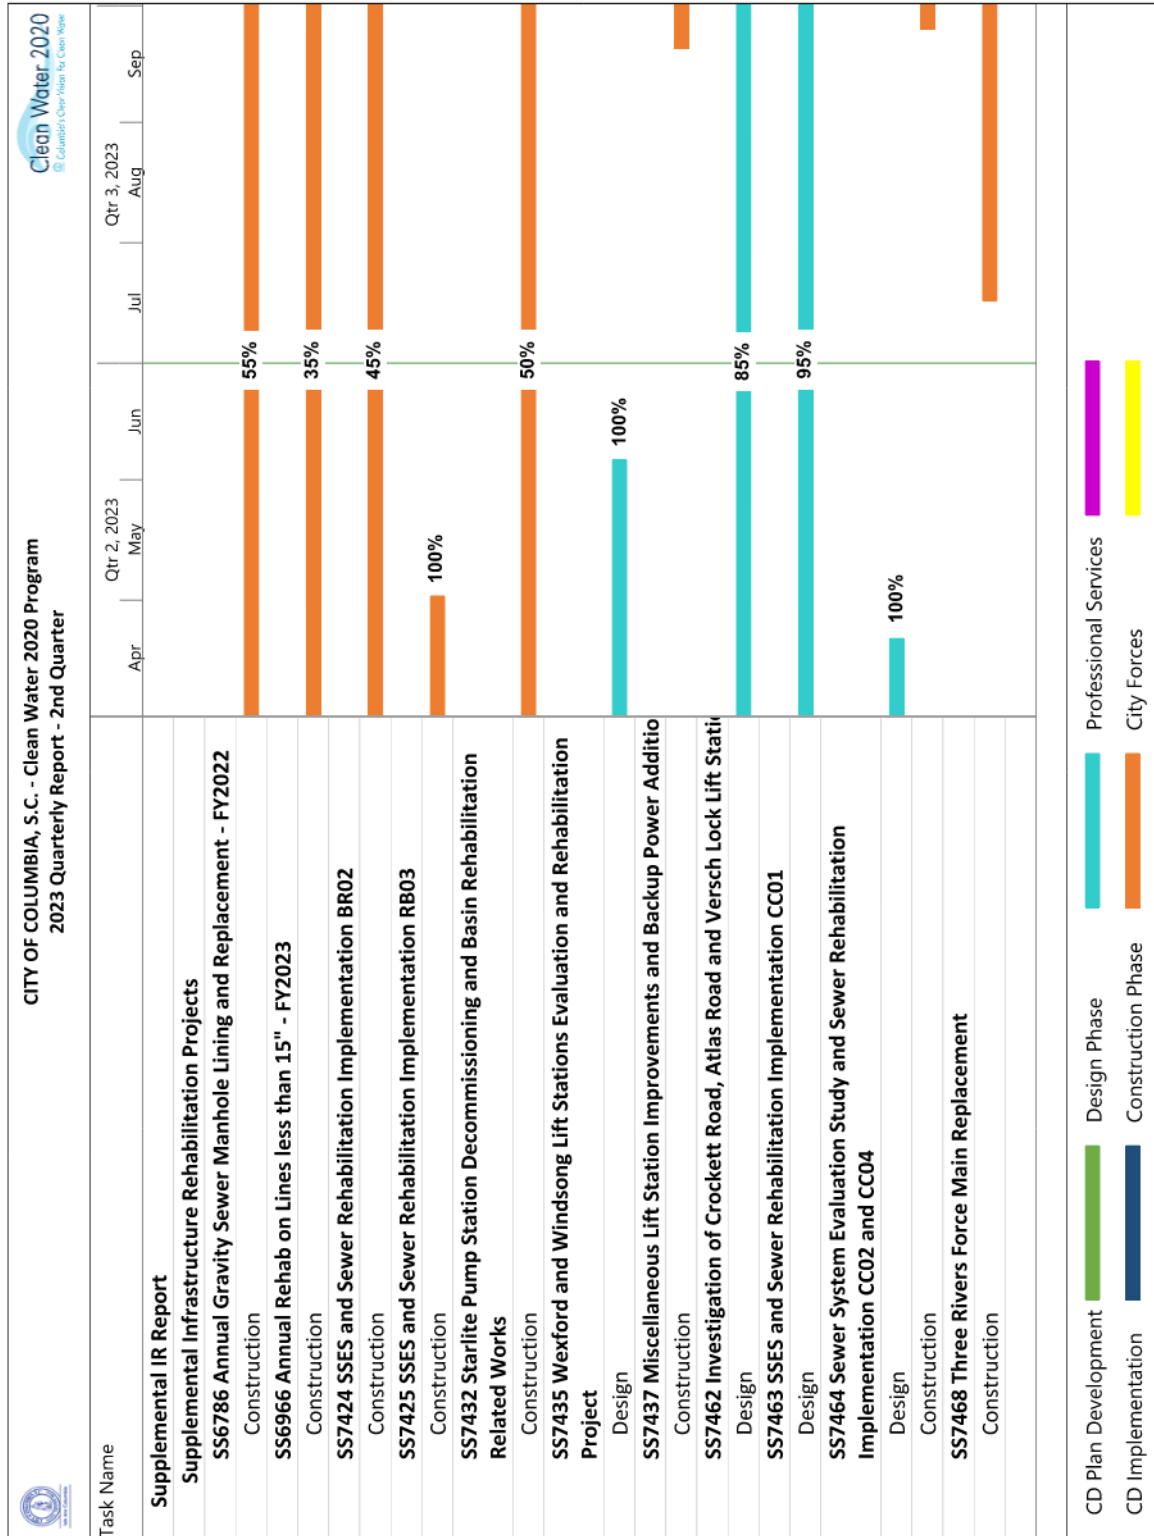 CITY OF COLUMBIA, S.C. - Clean Water 2020 Program
2023 Quarterly Report - 2nd Quarter
Clean Water 2020
@ Columbia's Clear Vision For Clean Water
Task Name
Qtr 2, 2023
Qtr 3, 2023
Apr May Jun Jul Aug Sep
Supplemental IR Report
Supplemental Infrastructure Rehabilitation Projects
SS6786 Annual Gravity Sewer Manhole Lining and Replacement - FY2022
Construction 55%
SS6966 Annual Rehab on Lines less than 15" - FY2023
Construction 35%
SS7424 SSES and Sewer Rehabilitation Implementation BR02
Construction 45%
SS7425 SSES and Sewer Rehabilitation Implementation RB03
Construction 100%
SS7432 Starlite Pump Station Decommissioning and Basin Rehabilitation
Related Works
Construction 50%
SS7435 Wexford and Windsong Lift Stations Evaluation and Rehabilitation
Project
Design 100%
SS7437 Miscellaneous Lift Station Improvements and Backup Power Additio
Construction
SS7462 Investigation of Crockett Road, Atlas Road and Versch Lock Lift Static
Design 85%
SS7463 SSES and Sewer Rehabilitation Implementation CC01
Design 95%
SS7464 Sewer System Evaluation Study and Sewer Rehabilitation
Implementation CC02 and CC04
Design 100%
Construction
SS7468 Three Rivers Force Main Replacement
Construction
CD Plan Development Design Phase Professional Services
CD Implementation Construction Phase City Forces